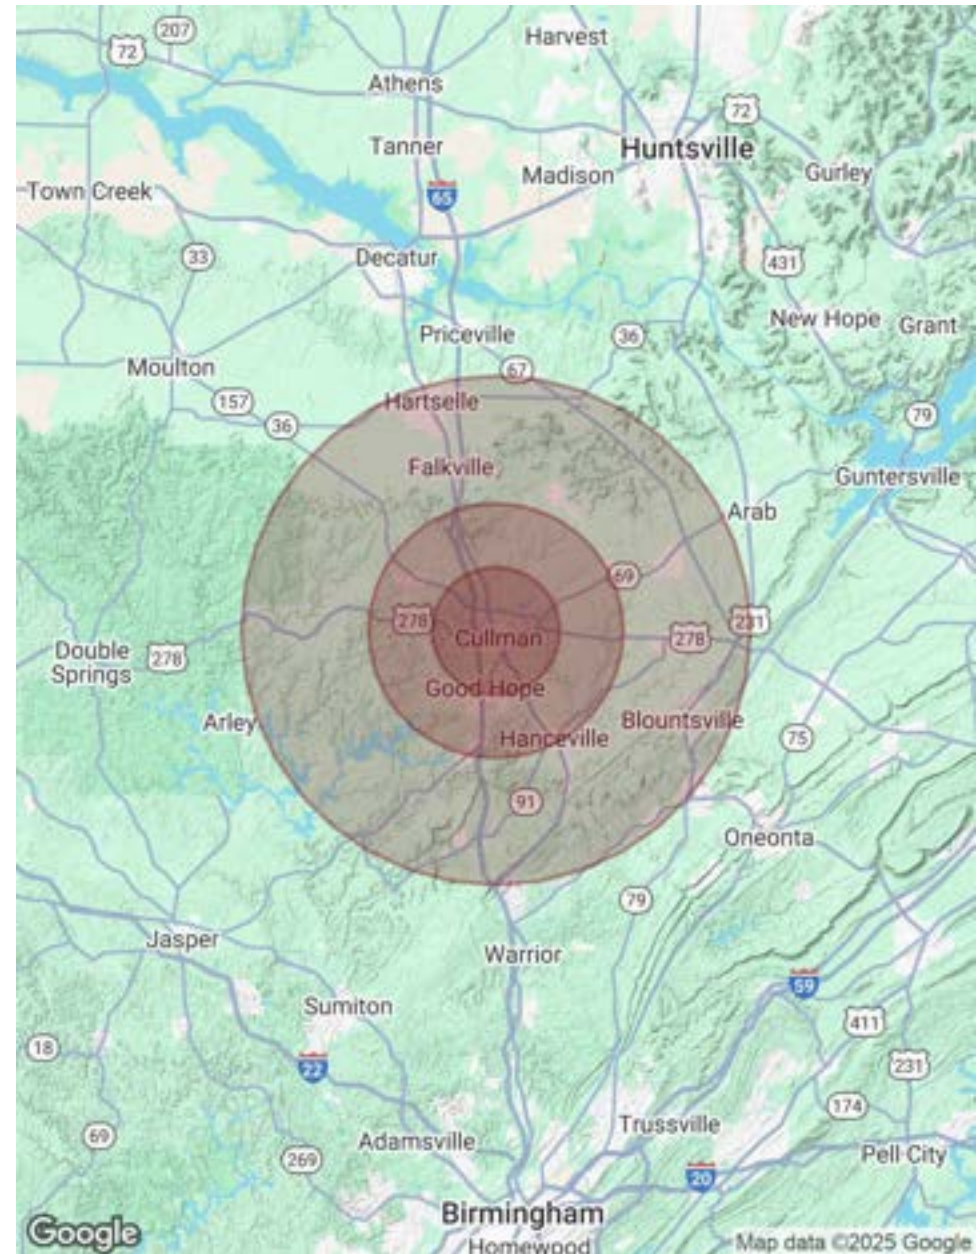 207
72
Harvest
Athens
72
Tanner
Huntsville
Madison
Gurley
Town Creek
65
33
Decatur
431
Priceville
New Hope
Grant
36
Moulton
67
157
Hartselle
79
36
Falkville
Guntersville
Arab
69
278
231
Cullman
278
Double
Springs
278
Good Hope
Arley
Blountsville
Hanceville
75
91
Oneonta
79
Jasper
Warrior
59
Sumiton
411
18
22
231
174
69
Trussville
Adamsville
269
Pell City
20
Birmingham
Google
Homewood
Map data ©2025 Google